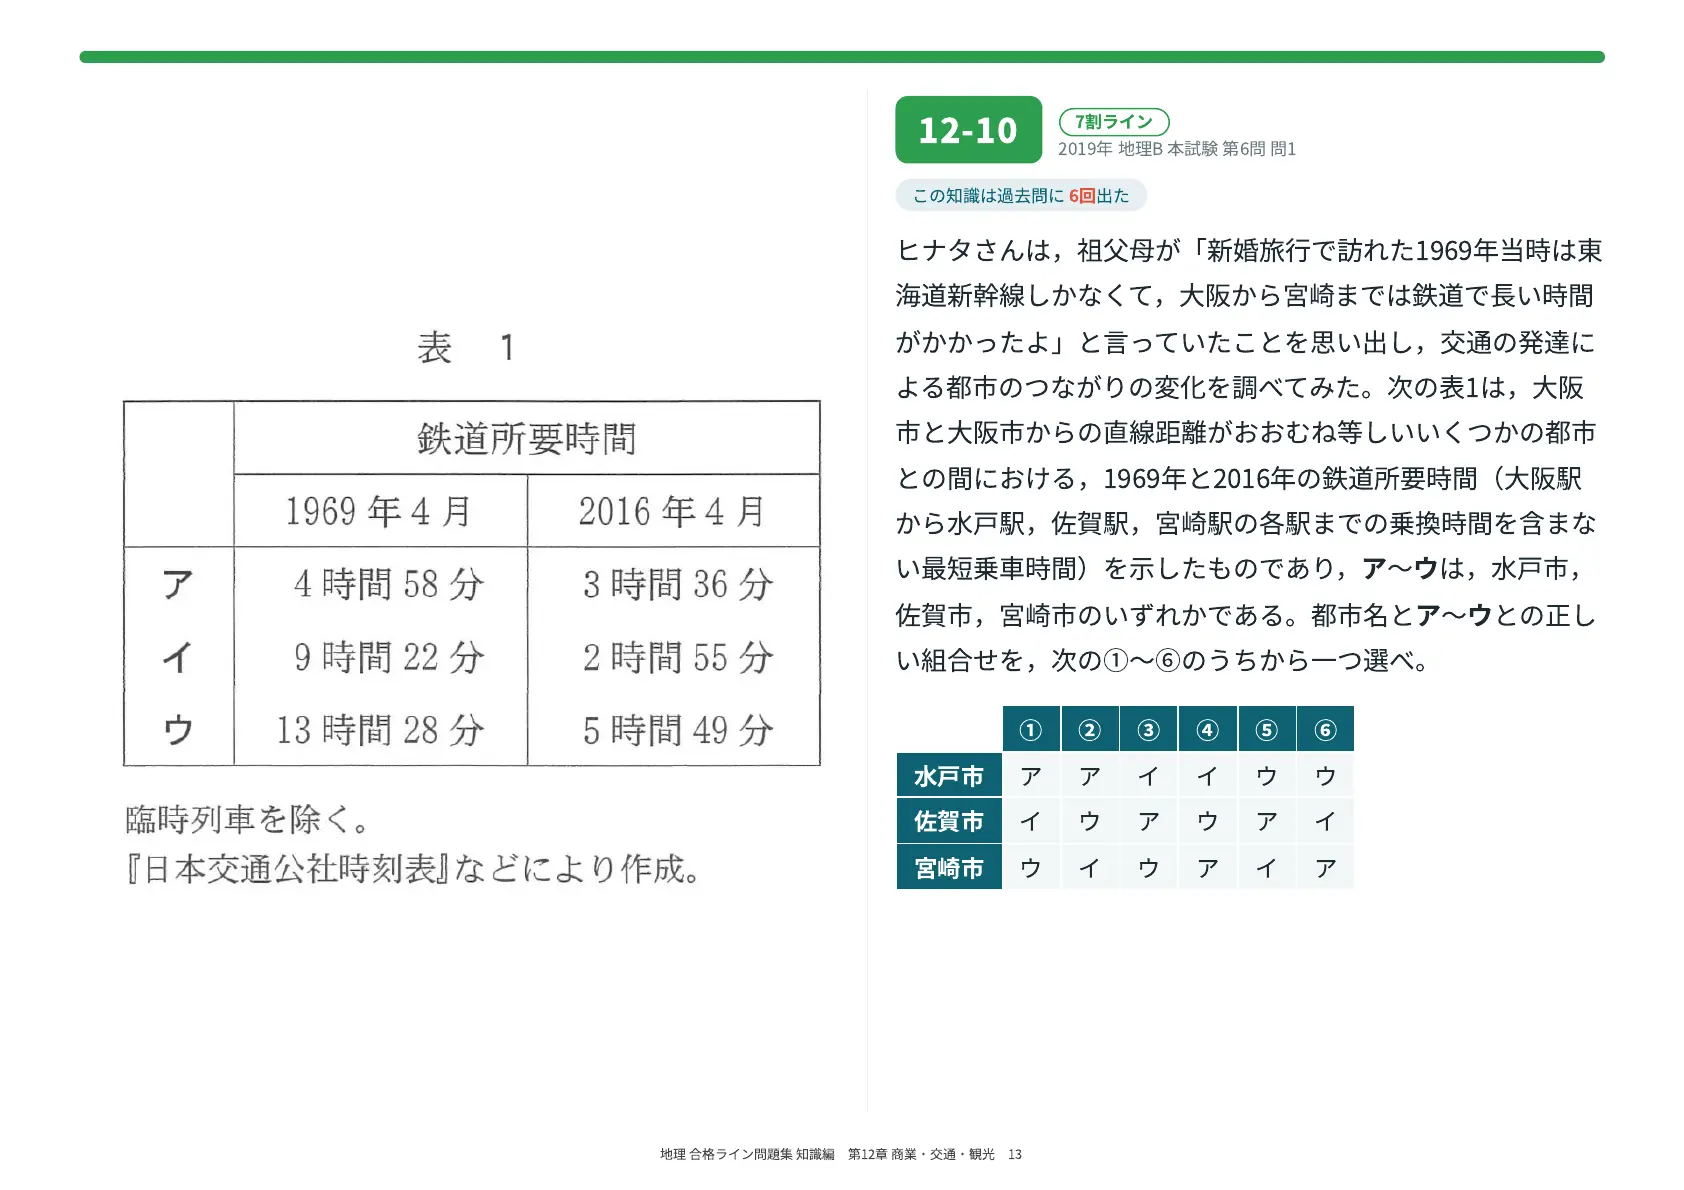 表 1
鉄道所要時間
1969年4月 2016年4月
ア 4時間58分 3時間36分
イ 9時間22分 2時間55分
ウ 13時間28分 5時間49分
臨時列車を除く。
『日本交通公社時刻表』などにより作成。
12-10
7割ライン
2019年 地理B 本試験 第6問 問1
この知識は過去問に 6回出た
ヒナタさんは，祖父母が「新婚旅行で訪れた1969年当時は東
海道新幹線しかなくて，大阪から宮崎までは鉄道で長い時間
がかかったよ」と言っていたことを思い出し，交通の発達に
よる都市のつながりの変化を調べてみた。次の表1は，大阪
市と大阪市からの直線距離がおおむね等しいいくつかの都市
との間における，1969年と2016年の鉄道所要時間（大阪駅
から水戸駅，佐賀駅，宮崎駅の各駅までの乗換時間を含まな
い最短乗車時間）を示したものであり，ア～ウは，水戸市，
佐賀市，宮崎市のいずれかである。都市名とア～ウとの正し
い組合せを，次の①～⑥のうちから一つ選べ。
① ② ③ ④ ⑤ ⑥
水戸市 ア ア イ イ ウ ウ
佐賀市 イ ウ ア ウ ア イ
宮崎市 ウ イ ウ ア イ ア
地理 合格ライン問題集 知識編 第12章 商業・交通・観光 13